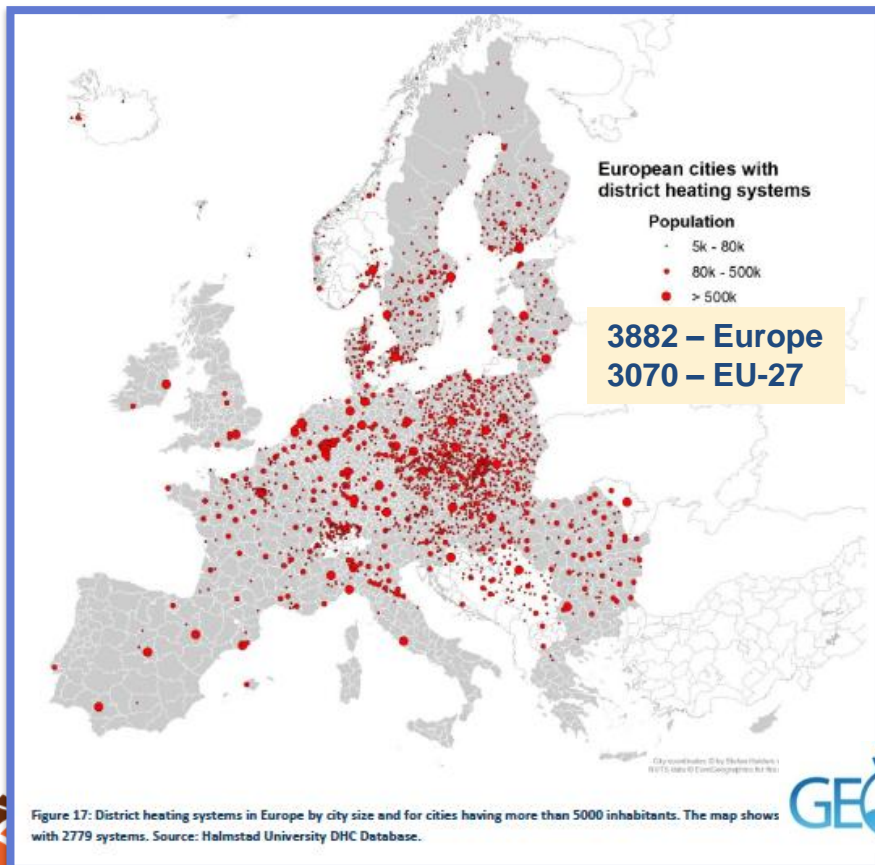 European cities with
district heating systems
Population
5k - 80k
80k - 500k
> 500k
3882 – Europe
3070 – EU-27
Figure 17: District heating systems in Europe by city size and for cities having more than 5000 inhabitants. The map shows
with 2779 systems. Source: Halmstad University DHC Database.
GEO